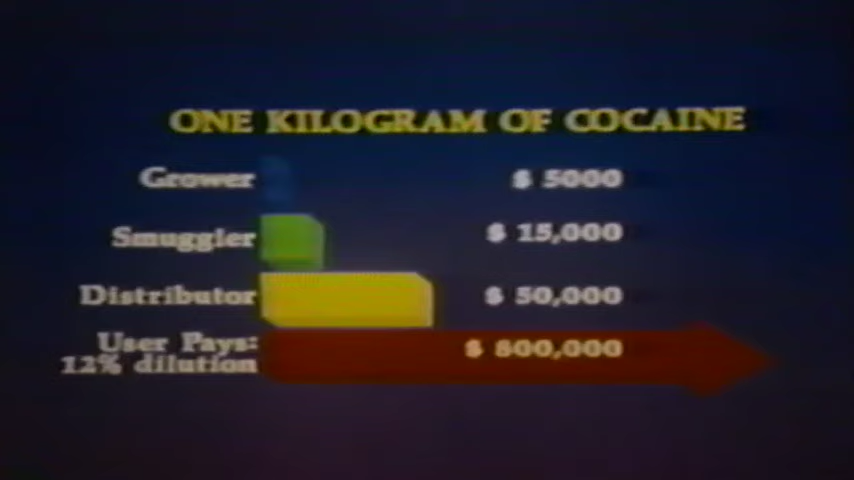 ONE KILOGRAM OF COCAINE
Grower $ 5000
Smuggler $ 15,000
Distributor $ 50,000
User Pays: $ 800,000
12% dilution